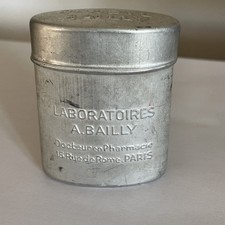 LABORATOIRES
A.BAILLY
Docteur en Pharmacie
15 Rue de Rome PARIS